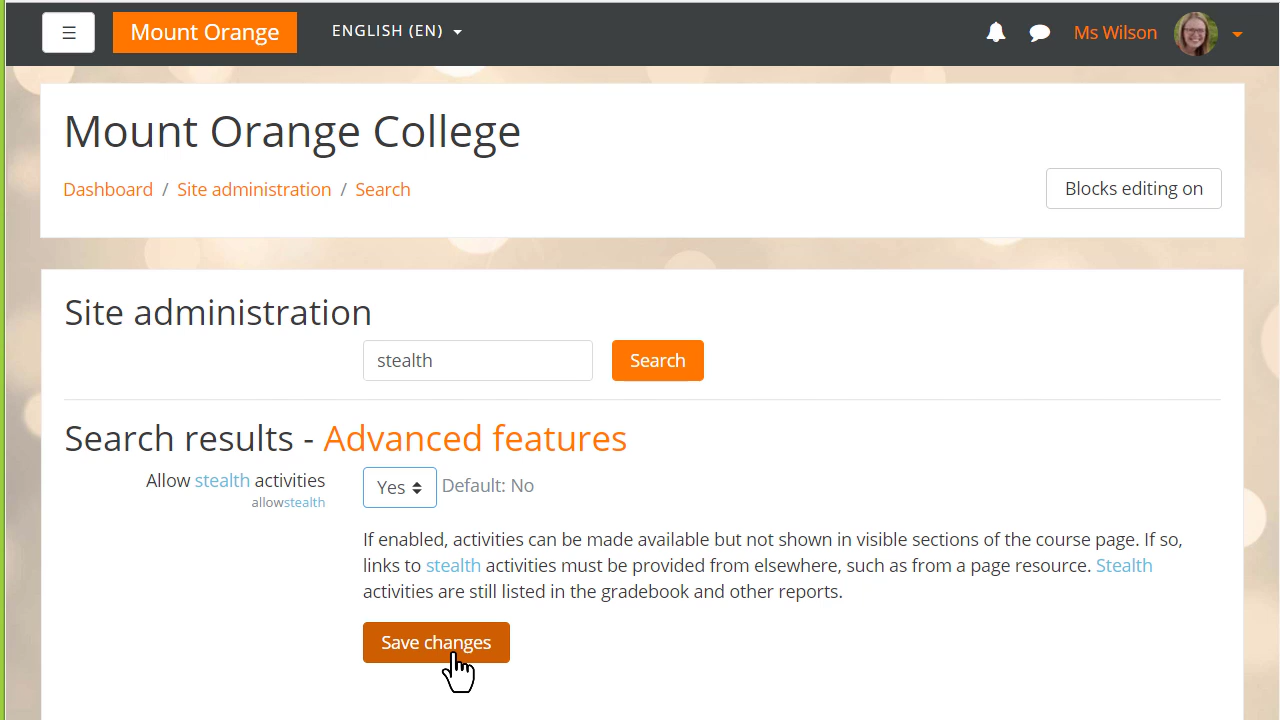 ☰ Mount Orange ENGLISH (EN) Ms Wilson
Mount Orange College
Dashboard / Site administration / Search
Blocks editing on
Site administration
stealth Search
Search results - Advanced features
Allow stealth activities Yes Default: No
allowstealth
If enabled, activities can be made available but not shown in visible sections of the course page. If so,
links to stealth activities must be provided from elsewhere, such as from a page resource. Stealth
activities are still listed in the gradebook and other reports.
Save changes